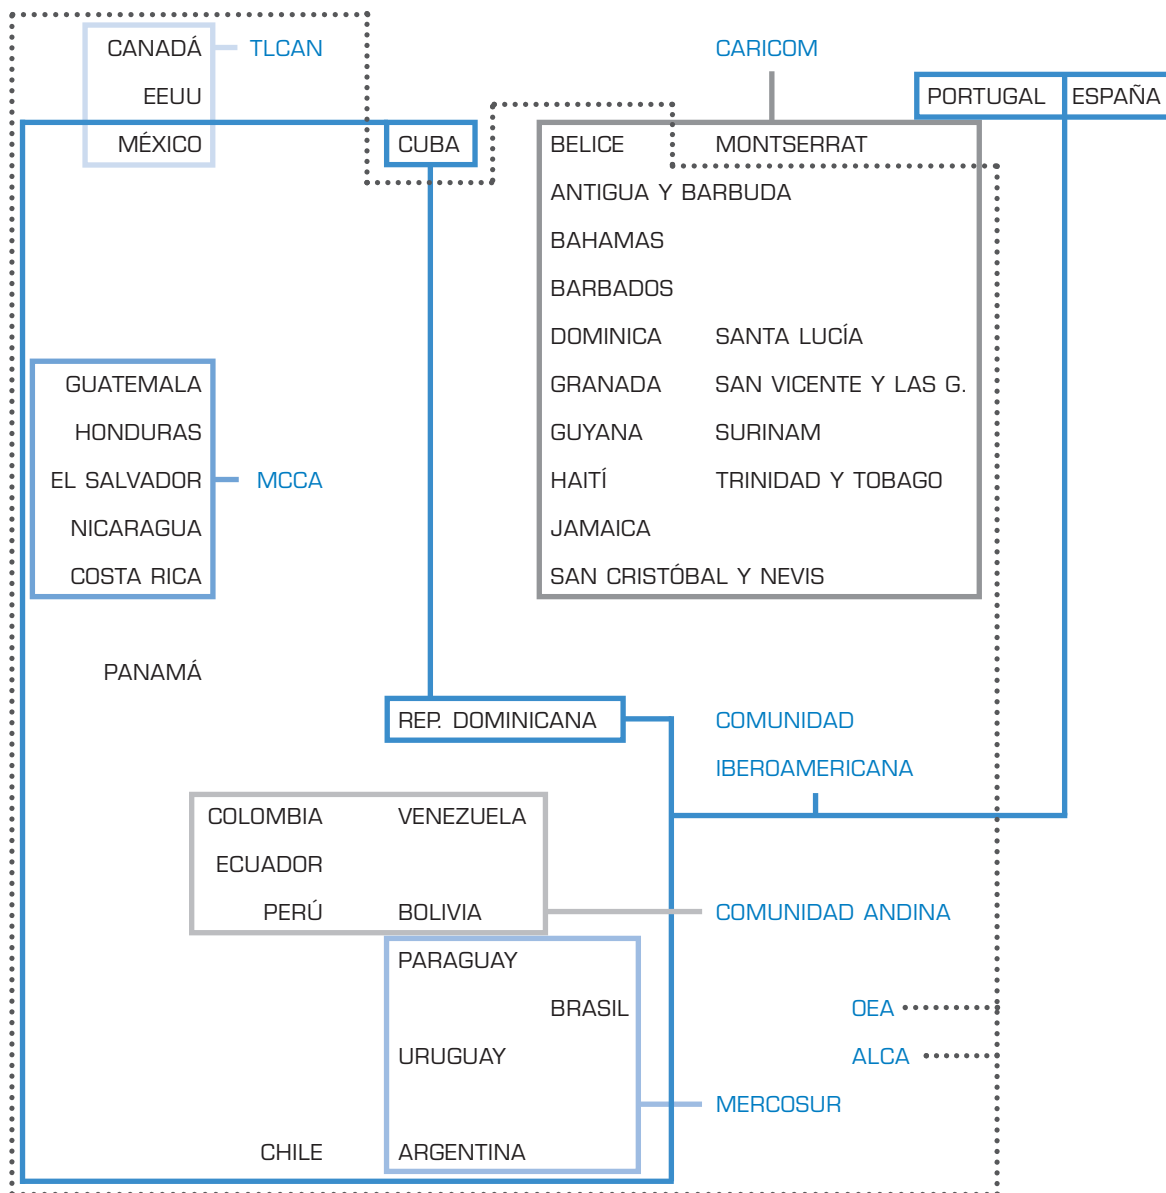 CANADÁ TLCAN CARICOM
EEUU PORTUGAL ESPAÑA
MÉXICO CUBA BELICE MONTSERRAT
ANTIGUA Y BARBUDA
BAHAMAS
BARBADOS
DOMINICA SANTA LUCÍA
GUATEMALA GRANADA SAN VICENTE Y LAS G.
HONDURAS GUYANA SURINAM
EL SALVADOR MCCA HAITÍ TRINIDAD Y TOBAGO
NICARAGUA JAMAICA
COSTA RICA SAN CRISTÓBAL Y NEVIS
PANAMÁ
REP. DOMINICANA COMUNIDAD
IBEROAMERICANA
COLOMBIA VENEZUELA
ECUADOR
PERÚ BOLIVIA COMUNIDAD ANDINA
PARAGUAY
BRASIL OEA
URUGUAY ALCA
MERCOSUR
CHILE ARGENTINA